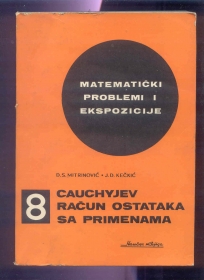 MATEMATIČKI
PROBLEMI I
EKSPOZICIJE
D.S. MITRINOVIĆ • J.D. KEČKIĆ
8
CAUCHYJEV
RAČUN OSTATAKA
SA PRIMENAMA